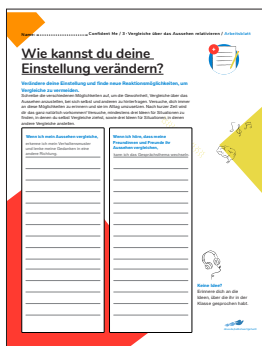 Name: Confident Me / 3 - Vergleiche über das Aussehen relativieren / Arbeitsblatt
Wie kannst du deine
Einstellung verändern?
Verändere deine Einstellung und finde neue Reaktionsmöglichkeiten, um
Vergleiche zu vermeiden.
Schreibe die verschiedenen Möglichkeiten auf, um die Gewohnheit, Vergleiche über das
Aussehen anzustellen, bei sich selbst und anderen zu hinterfragen. Versuche, dich immer
an diese Möglichkeiten zu erinnern und sie im Alltag umzusetzen. Nach kurzer Zeit wird
dir das ganz natürlich vorkommen! Versuche, mindestens drei Ideen für Situationen zu
finden, in denen du selbst Vergleiche ziehst, sowie drei Ideen für Situationen, in denen
andere Vergleiche anstellen.
Wenn ich mein Aussehen vergleiche,
erkenne ich mein Verhaltensmuster
und lenke meine Gedanken in eine
andere Richtung.
Wenn ich höre, dass meine
Freundinnen und Freunde ihr
Aussehen vergleichen,
kann ich das Gesprächsthema wechseln.
Keine Idee?
Erinnere dich an die
Ideen, über die ihr in der
Klasse gesprochen habt.